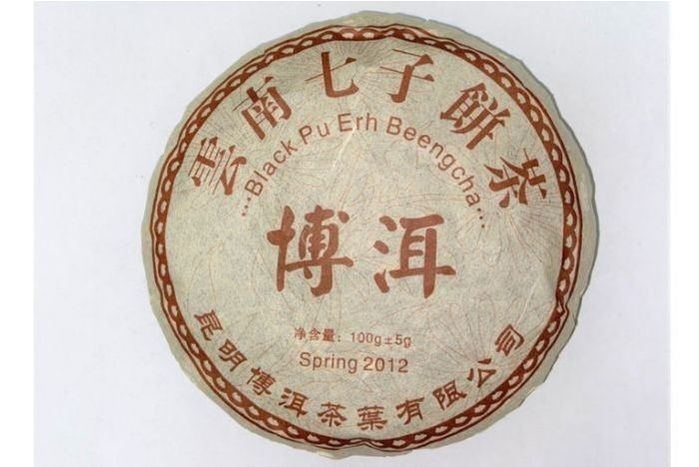 雲南七子餅茶
...Black Pu Erh Beengcha...
博洱
净含量：100g±5g
Spring 2012
昆明博洱茶葉有限公司